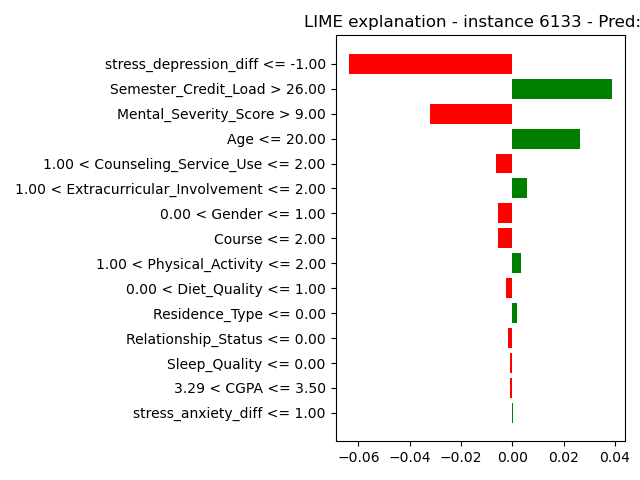 LIME explanation - instance 6133 - Pred:
stress_depression_diff <= -1.00
Semester_Credit_Load > 26.00
Mental_Severity_Score > 9.00
Age <= 20.00
1.00 < Counseling_Service_Use <= 2.00
1.00 < Extracurricular_Involvement <= 2.00
0.00 < Gender <= 1.00
Course <= 2.00
1.00 < Physical_Activity <= 2.00
0.00 < Diet_Quality <= 1.00
Residence_Type <= 0.00
Relationship_Status <= 0.00
Sleep_Quality <= 0.00
3.29 < CGPA <= 3.50
stress_anxiety_diff <= 1.00
−0.06 −0.04 −0.02 0.00 0.02 0.04